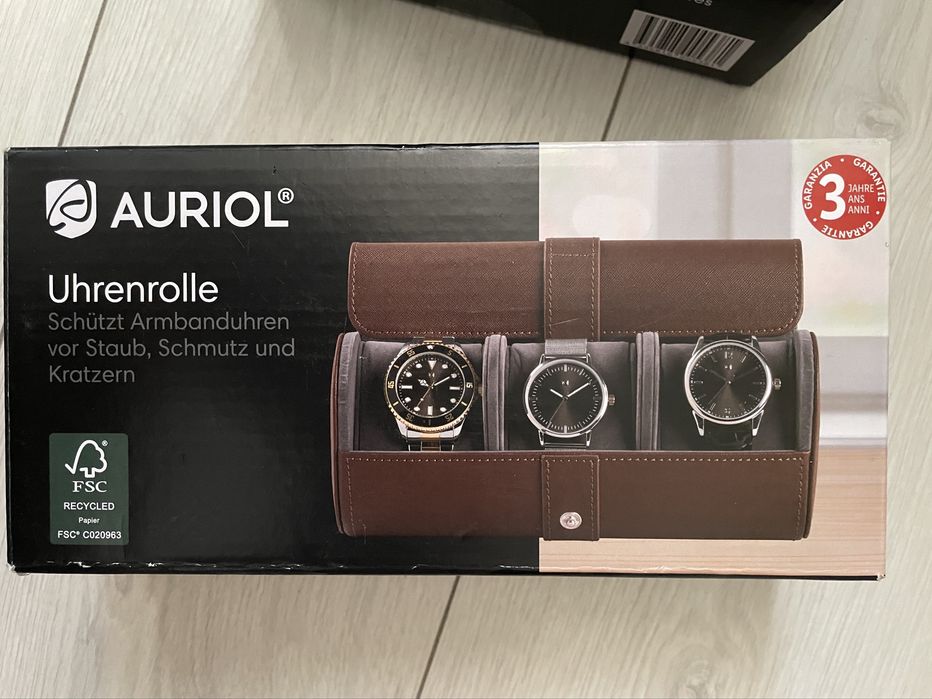 AURIOL®
Uhrenrolle
Schützt Armbanduhren
vor Staub, Schmutz und
Kratzern
FSC
RECYCLED
Papier
FSC® C020963
GARANZIA · GARANTIE · GARANTIE
3 JAHRE
ANS
ANNI